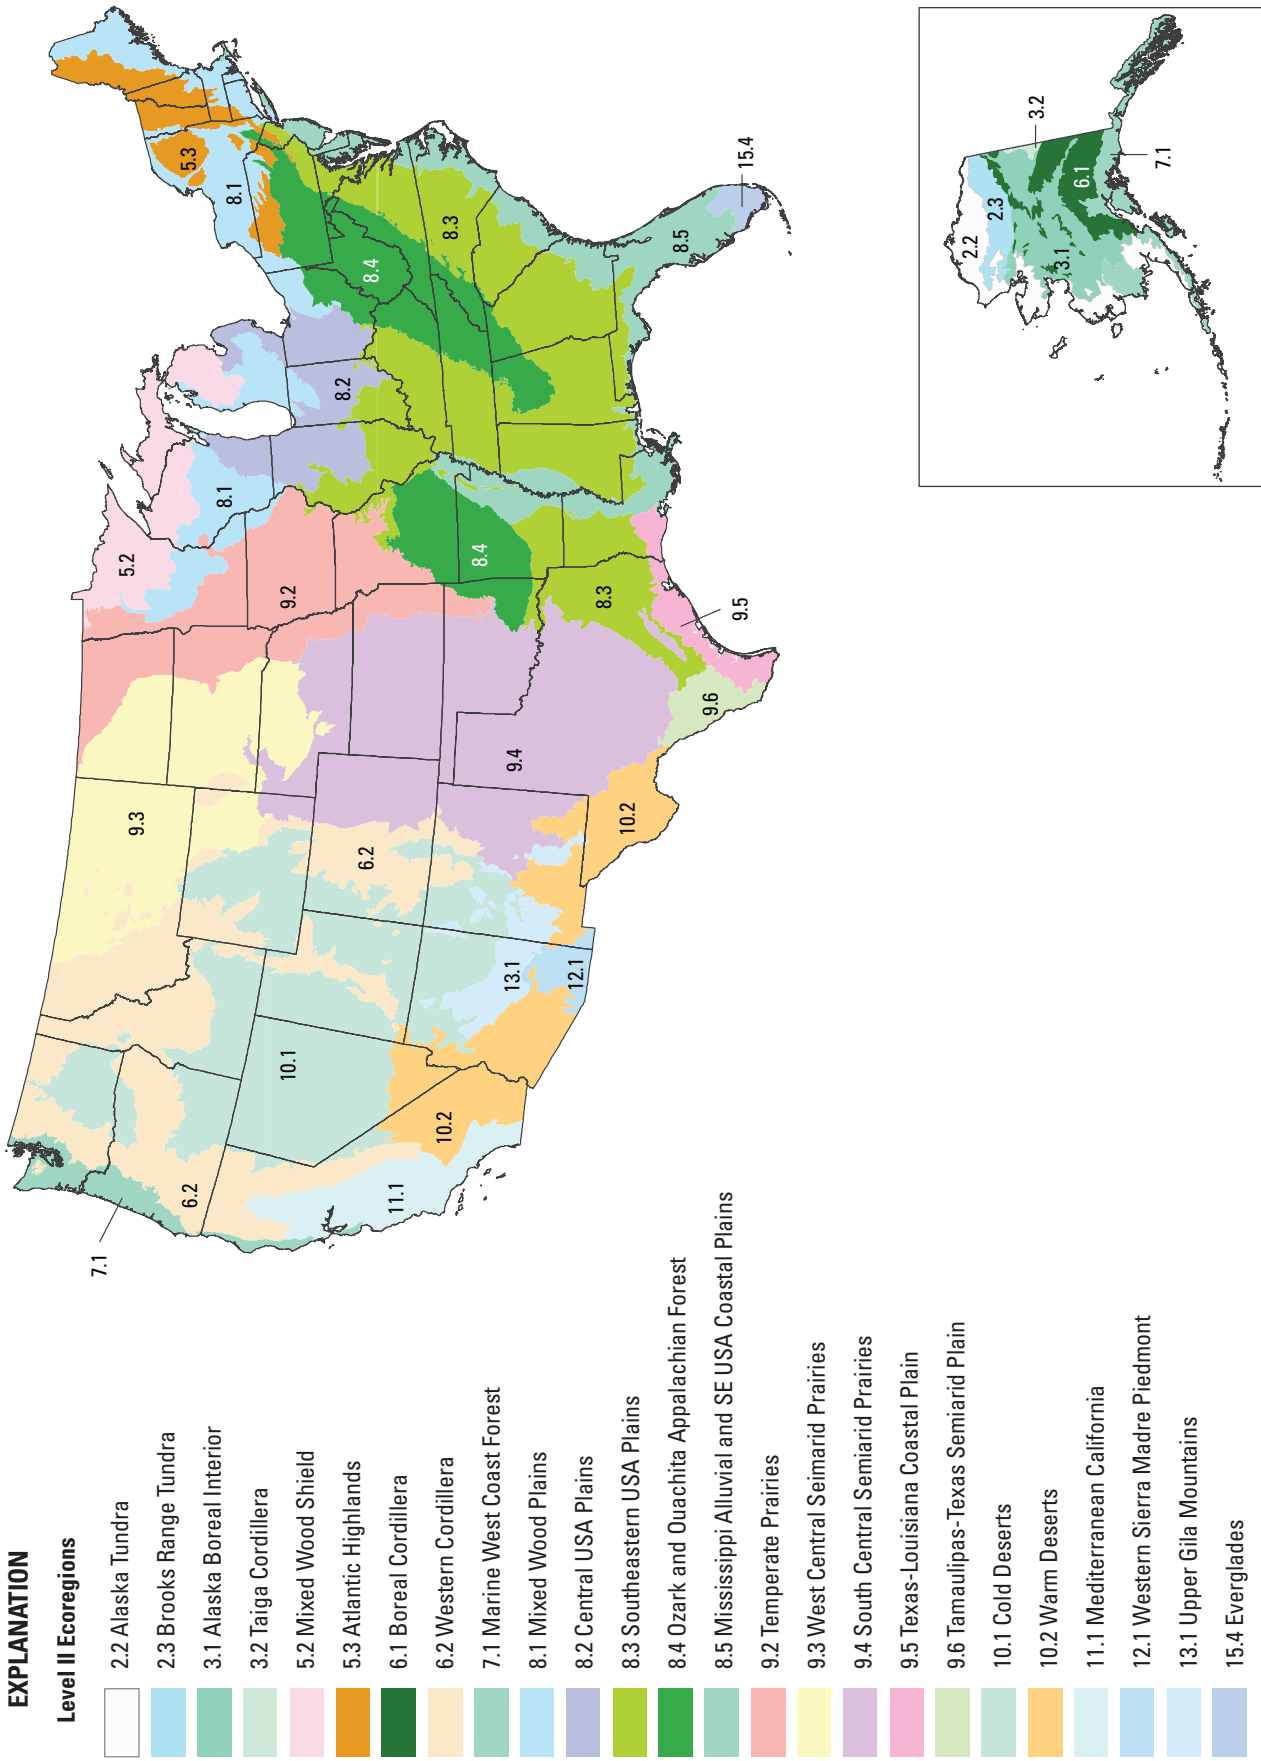 EXPLANATION
Level II Ecoregions
2.2 Alaska Tundra
2.3 Brooks Range Tundra
3.1 Alaska Boreal Interior
3.2 Taiga Cordillera
5.2 Mixed Wood Shield
5.3 Atlantic Highlands
6.1 Boreal Cordillera
6.2 Western Cordillera
7.1 Marine West Coast Forest
8.1 Mixed Wood Plains
8.2 Central USA Plains
8.3 Southeastern USA Plains
8.4 Ozark and Ouachita Appalachian Forest
8.5 Mississippi Alluvial and SE USA Coastal Plains
9.2 Temperate Prairies
9.3 West Central Seimarid Prairies
9.4 South Central Semiarid Prairies
9.5 Texas-Louisiana Coastal Plain
9.6 Tamaulipas-Texas Semiarid Plain
10.1 Cold Deserts
10.2 Warm Deserts
11.1 Mediterranean California
12.1 Western Sierra Madre Piedmont
13.1 Upper Gila Mountains
15.4 Everglades
7.1
6.2
11.1
10.2
10.1
13.1
12.1
9.3
6.2
10.2
9.4
9.6
9.5
9.2
5.2
8.1
8.4
8.3
8.2
8.1
5.3
8.4
8.3
8.5
15.4
2.2
2.3
3.1
6.1
3.2
7.1